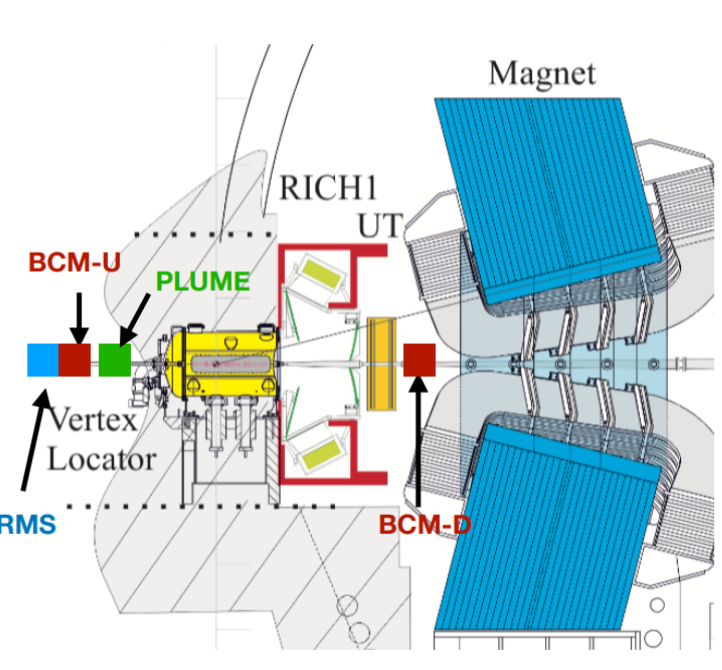 Magnet
RICH1
UT
BCM-U
PLUME
Vertex
Locator
RMS
BCM-D